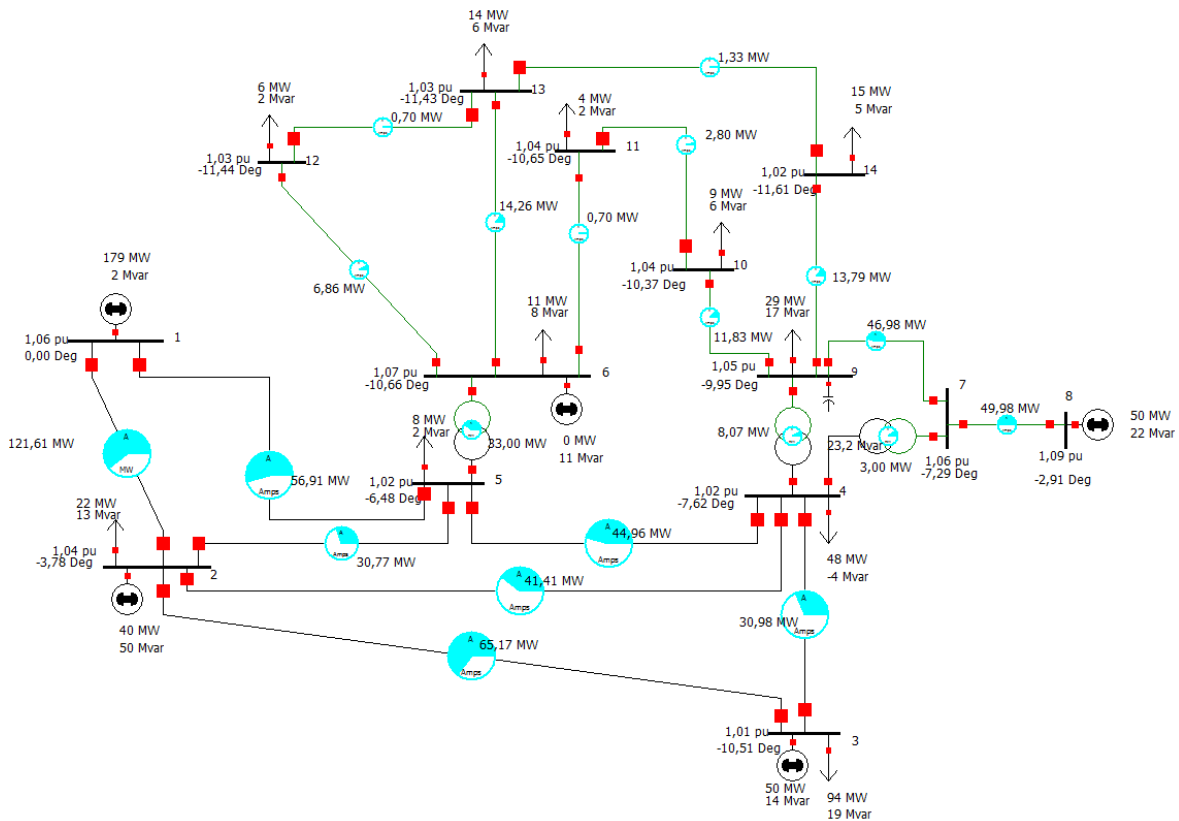 14 MW
6 Mvar
1,33 MW
1,03 pu
-11,43 Deg
13
6 MW
2 Mvar
0,70 MW
1,03 pu
-11,44 Deg
12
4 MW
2 Mvar
1,04 pu
-10,65 Deg
11
2,80 MW
15 MW
5 Mvar
1,02 pu
-11,61 Deg
14
14,26 MW
0,70 MW
9 MW
6 Mvar
1,04 pu
-10,37 Deg
10
6,86 MW
13,79 MW
179 MW
2 Mvar
1,06 pu
0,00 Deg
1
11 MW
8 Mvar
11,83 MW
29 MW
17 Mvar
46,98 MW
1,07 pu
-10,66 Deg
6
1,05 pu
-9,95 Deg
9
7
8
49,98 MW
50 MW
22 Mvar
1,06 pu
-7,29 Deg
1,09 pu
-2,91 Deg
0 MW
11 Mvar
8 MW
2 Mvar
33,00 MW
8,07 MW
23,2 Mvar
3,00 MW
121,61 MW
A
MW
A
Amps
56,91 MW
1,02 pu
-6,48 Deg
5
1,02 pu
-7,62 Deg
4
22 MW
13 Mvar
1,04 pu
-3,78 Deg
2
A
Amps
30,77 MW
A
Amps
44,96 MW
48 MW
-4 Mvar
A
Amps
41,41 MW
40 MW
50 Mvar
A
Amps
65,17 MW
A
Amps
30,98 MW
1,01 pu
-10,51 Deg
3
50 MW
14 Mvar
94 MW
19 Mvar